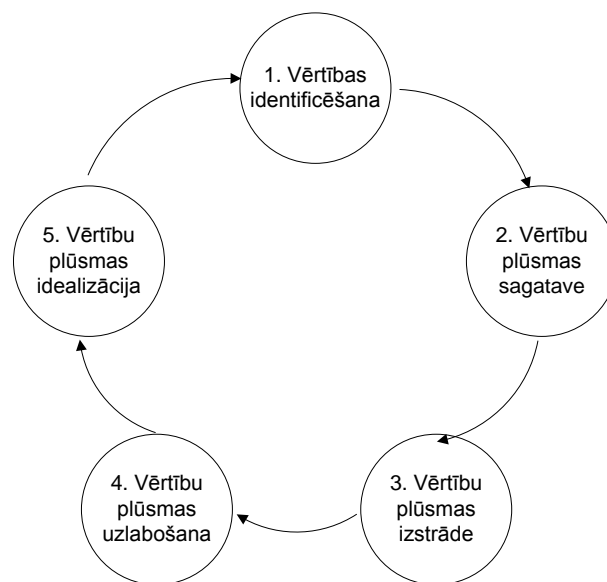 1. Vērtības
identificēšana
2. Vērtību
plūsmas
sagatave
3. Vērtību
plūsmas
izstrāde
4. Vērtību
plūsmas
uzlabošana
5. Vērtību
plūsmas
idealizācija